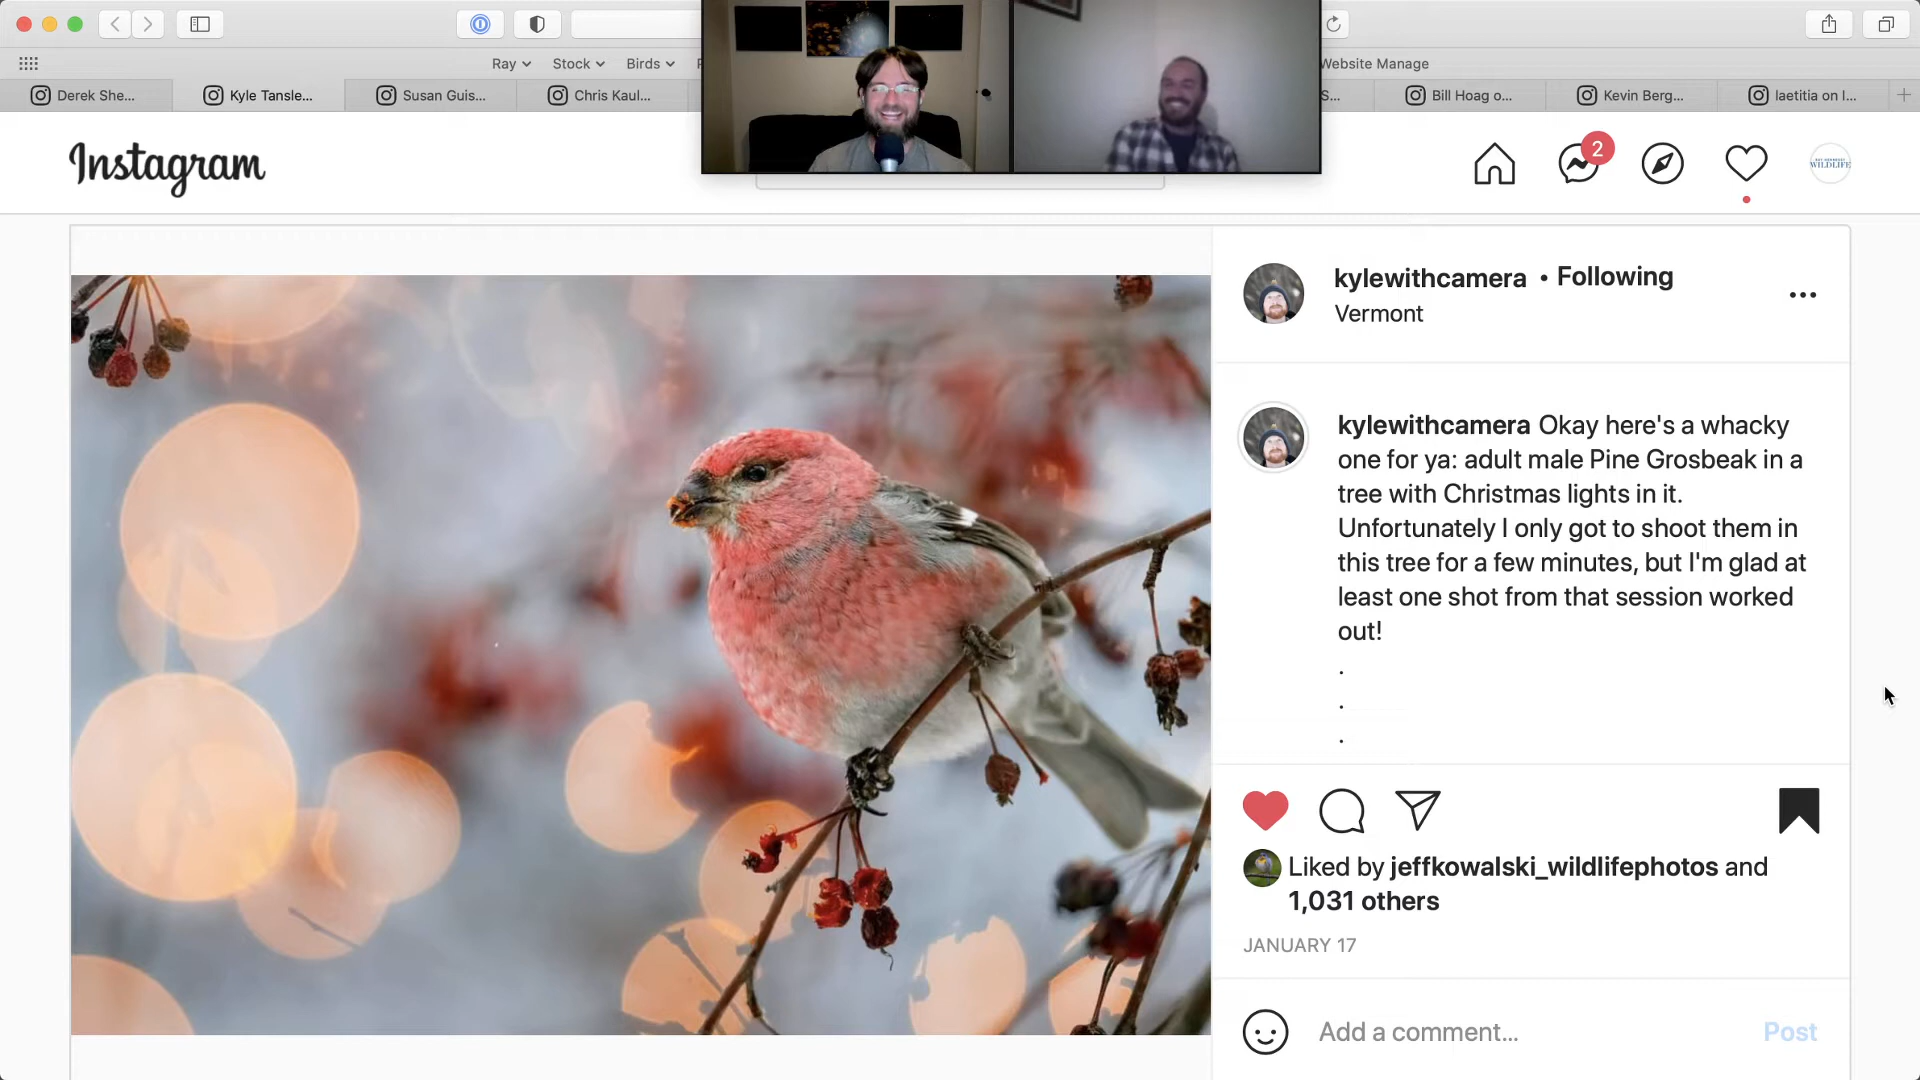 Ray
Stock
Birds
Website Manage
Derek She...
Kyle Tansle...
Susan Guis...
Chris Kaul...
S...
Bill Hoag o...
Kevin Berg...
laetitia on I...
Instagram
2
WILDLIFE
kylewithcamera • Following
Vermont
kylewithcamera Okay here's a whacky
one for ya: adult male Pine Grosbeak in a
tree with Christmas lights in it.
Unfortunately I only got to shoot them in
this tree for a few minutes, but I'm glad at
least one shot from that session worked
out!
.
.
.
Liked by jeffkowalski_wildlifephotos and
1,031 others
JANUARY 17
Add a comment...
Post